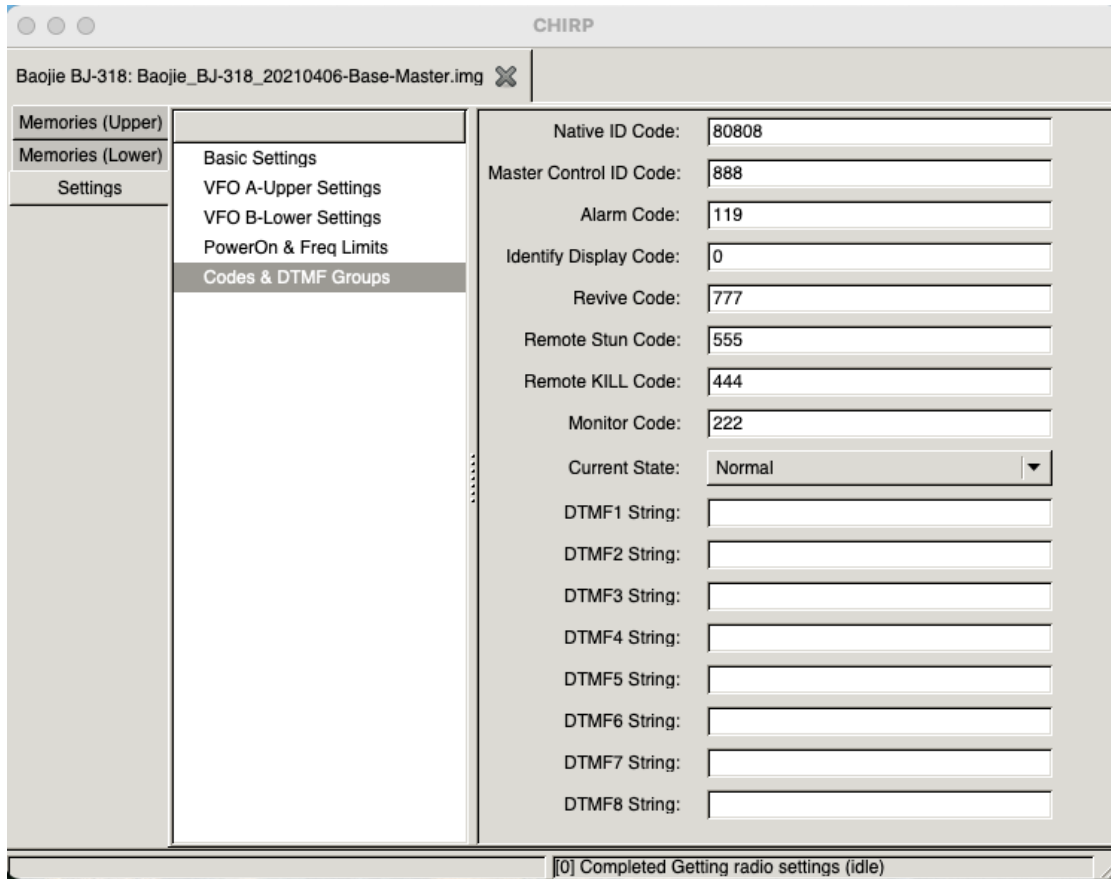 CHIRP
Baojie BJ-318: Baojie_BJ-318_20210406-Base-Master.img
Memories (Upper)
Memories (Lower)
Settings
Basic Settings
VFO A-Upper Settings
VFO B-Lower Settings
PowerOn & Freq Limits
Codes & DTMF Groups
Native ID Code: 80808
Master Control ID Code: 888
Alarm Code: 119
Identify Display Code: 0
Revive Code: 777
Remote Stun Code: 555
Remote KILL Code: 444
Monitor Code: 222
Current State: Normal
DTMF1 String:
DTMF2 String:
DTMF3 String:
DTMF4 String:
DTMF5 String:
DTMF6 String:
DTMF7 String:
DTMF8 String:
[0] Completed Getting radio settings (idle)